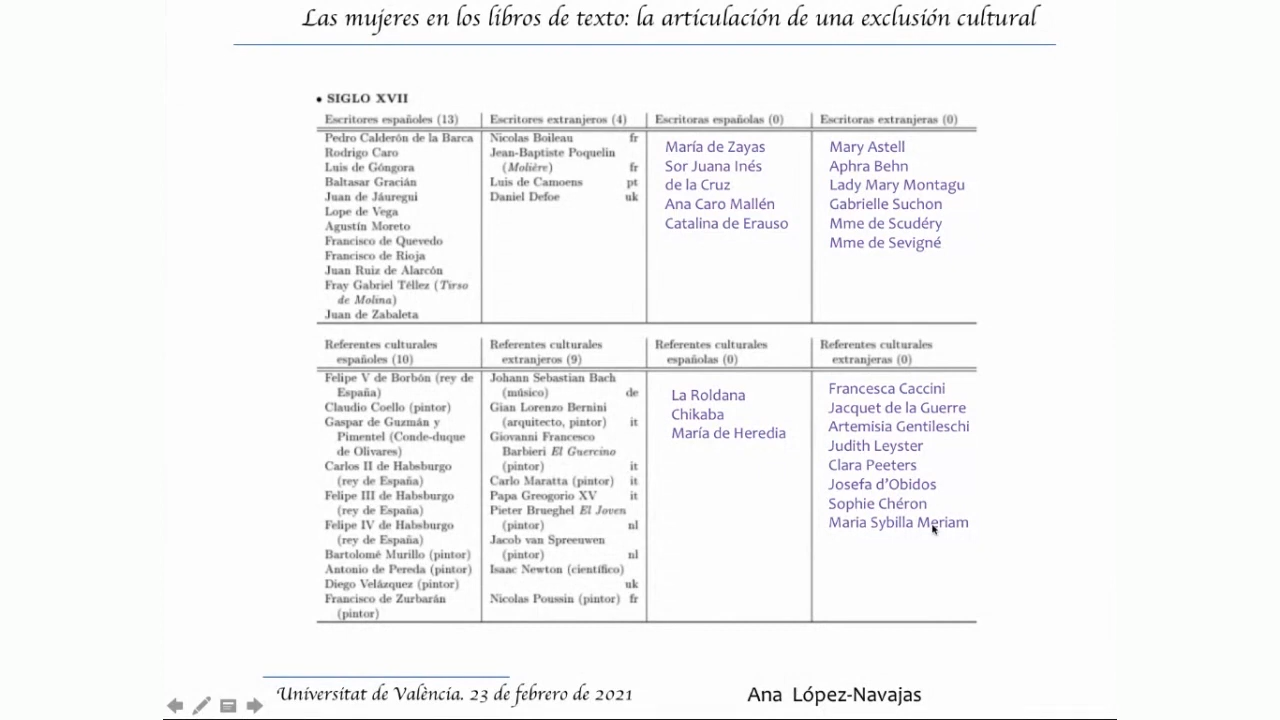 Las mujeres en los libros de texto: la articulación de una exclusión cultural
• SIGLO XVII
Escritores españoles (13)
Pedro Calderón de la Barca
Rodrigo Caro
Luis de Góngora
Baltasar Gracián
Juan de Jáuregui
Lope de Vega
Agustín Moreto
Francisco de Quevedo
Francisco de Rioja
Juan Ruiz de Alarcón
Fray Gabriel Téllez (Tirso
de Molina)
Juan de Zabaleta
Escritores extranjeros (4)
Nicolas Boileau fr
Jean-Baptiste Poquelin
(Molière) fr
Luis de Camoens pt
Daniel Defoe uk
Escritoras españolas (0)
María de Zayas
Sor Juana Inés
de la Cruz
Ana Caro Mallén
Catalina de Erauso
Escritoras extranjeras (0)
Mary Astell
Aphra Behn
Lady Mary Montagu
Gabrielle Suchon
Mme de Scudéry
Mme de Sevigné
Referentes culturales
españoles (10)
Felipe V de Borbón (rey de
España)
Claudio Coello (pintor)
Gaspar de Guzmán y
Pimentel (Conde-duque
de Olivares)
Carlos II de Habsburgo
(rey de España)
Felipe III de Habsburgo
(rey de España)
Felipe IV de Habsburgo
(rey de España)
Bartolomé Murillo (pintor)
Antonio de Pereda (pintor)
Diego Velázquez (pintor)
Francisco de Zurbarán
(pintor)
Referentes culturales
extranjeros (9)
Johann Sebastian Bach
(músico) de
Gian Lorenzo Bernini
(arquitecto, pintor) it
Giovanni Francesco
Barbieri El Guercino
(pintor) it
Carlo Maratta (pintor) it
Papa Greogorio XV it
Pieter Brueghel El Joven
(pintor) nl
Jacob van Spreeuwen
(pintor) nl
Isaac Newton (científico)
uk
Nicolas Poussin (pintor) fr
Referentes culturales
españolas (0)
La Roldana
Chikaba
María de Heredia
Referentes culturales
extranjeras (0)
Francesca Caccini
Jacquet de la Guerre
Artemisia Gentileschi
Judith Leyster
Clara Peeters
Josefa d'Obidos
Sophie Chéron
Maria Sybilla Meriam
Universitat de València. 23 de febrero de 2021
Ana López-Navajas